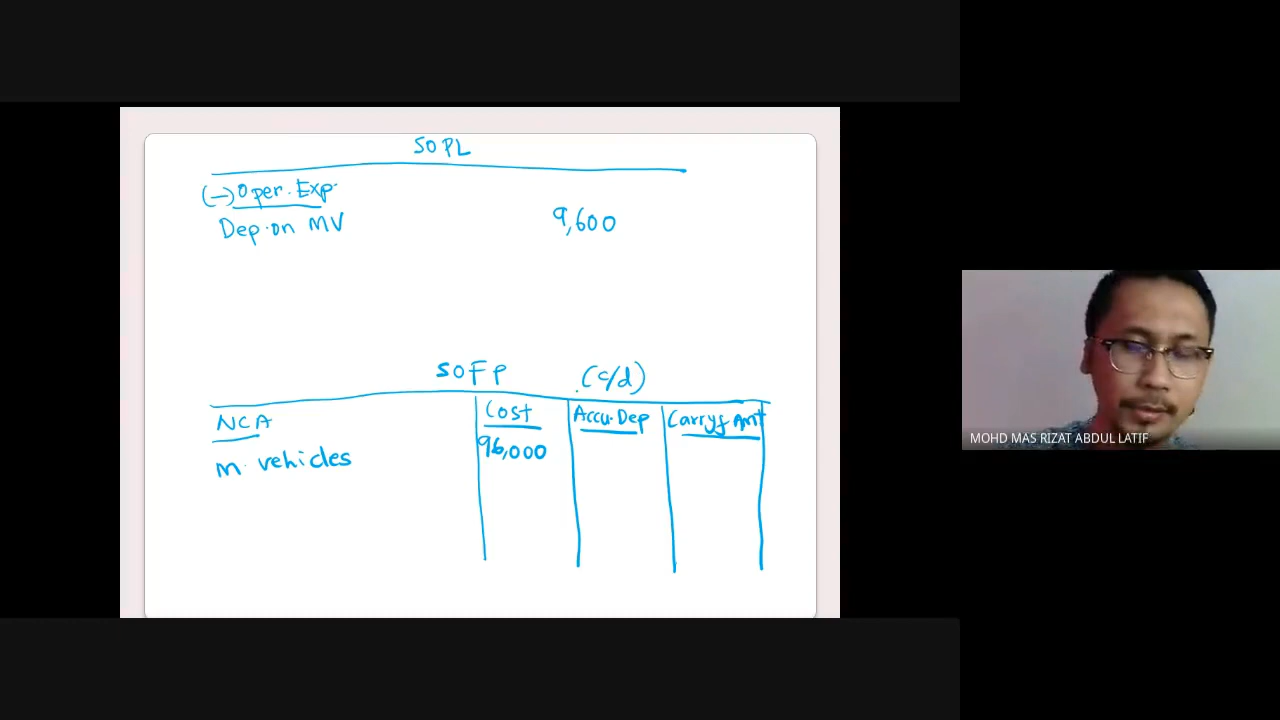 SOPL
(-) Oper. Exp.
Dep. on MV 9,600
SOFP (c/d)
NCA Cost Accu. Dep Carryg Amt
m. vehicles 96,000
MOHD MAS RIZAT ABDUL LATIF